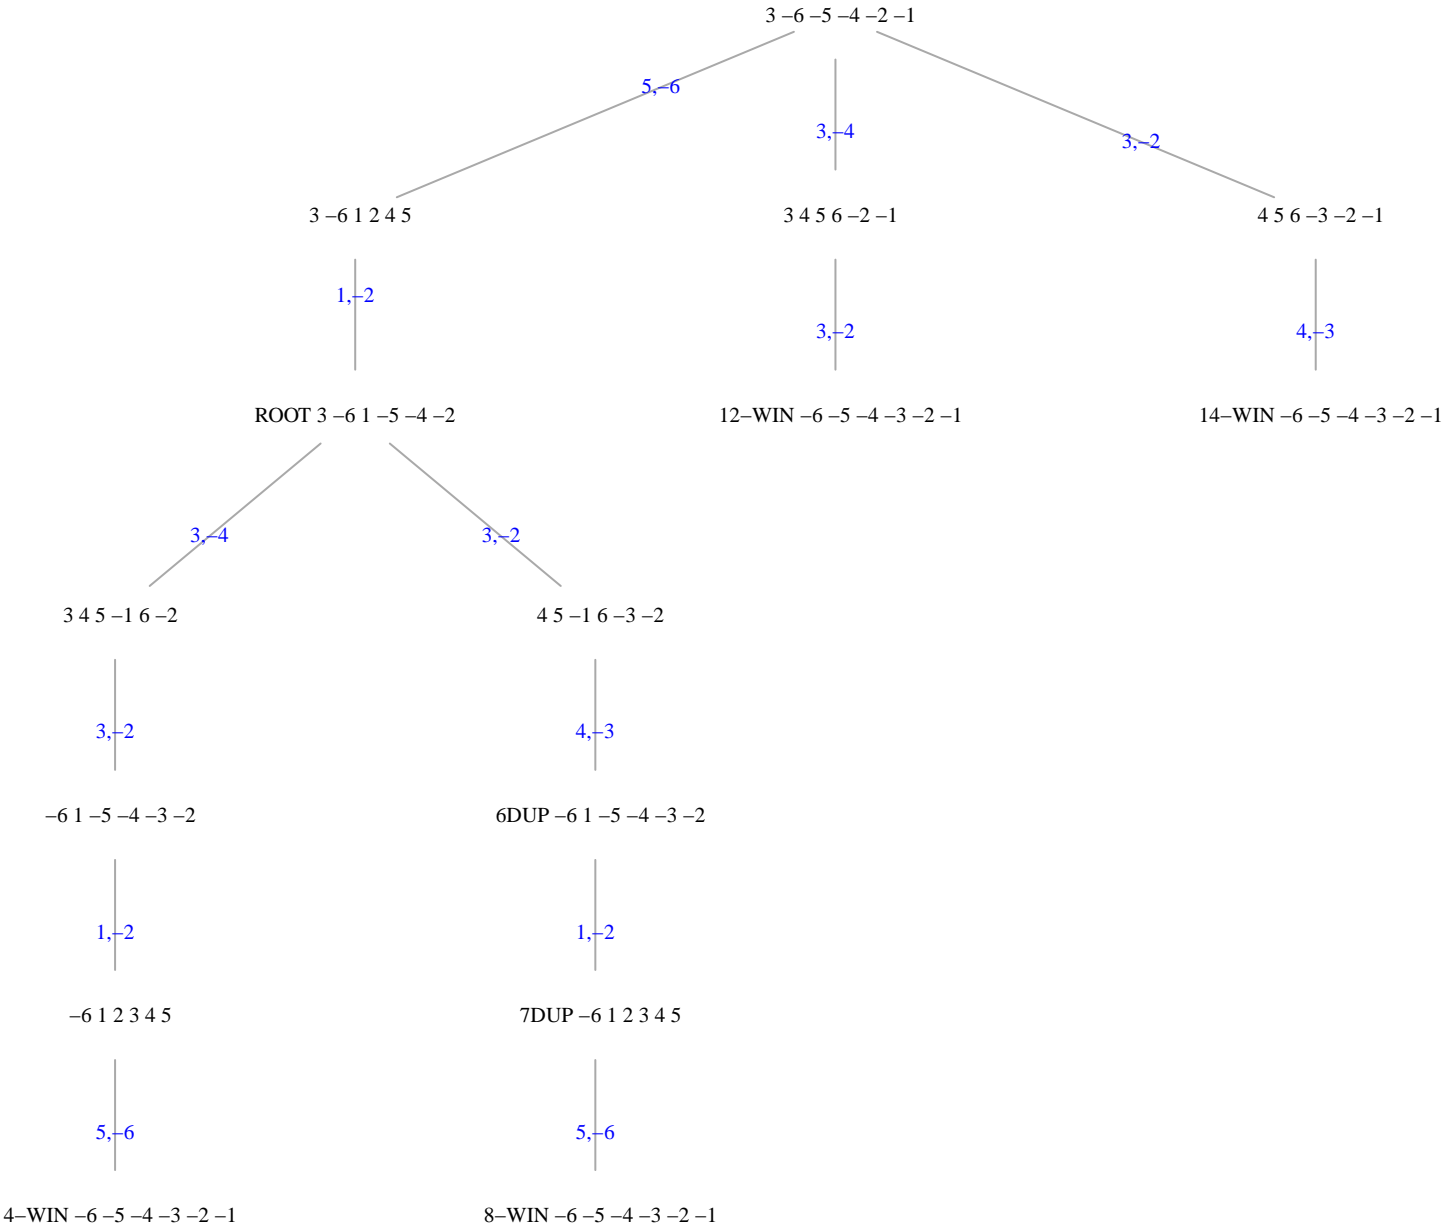 3 –6 –5 –4 –2 –1
5,–6
3,–4
3,–2
3 –6 1 2 4 5
3 4 5 6 –2 –1
4 5 6 –3 –2 –1
1,–2
3,–2
4,–3
ROOT 3 –6 1 –5 –4 –2
12–WIN –6 –5 –4 –3 –2 –1
14–WIN –6 –5 –4 –3 –2 –1
3,–4
3,–2
3 4 5 –1 6 –2
4 5 –1 6 –3 –2
3,–2
4,–3
–6 1 –5 –4 –3 –2
6DUP –6 1 –5 –4 –3 –2
1,–2
1,–2
–6 1 2 3 4 5
7DUP –6 1 2 3 4 5
5,–6
5,–6
4–WIN –6 –5 –4 –3 –2 –1
8–WIN –6 –5 –4 –3 –2 –1